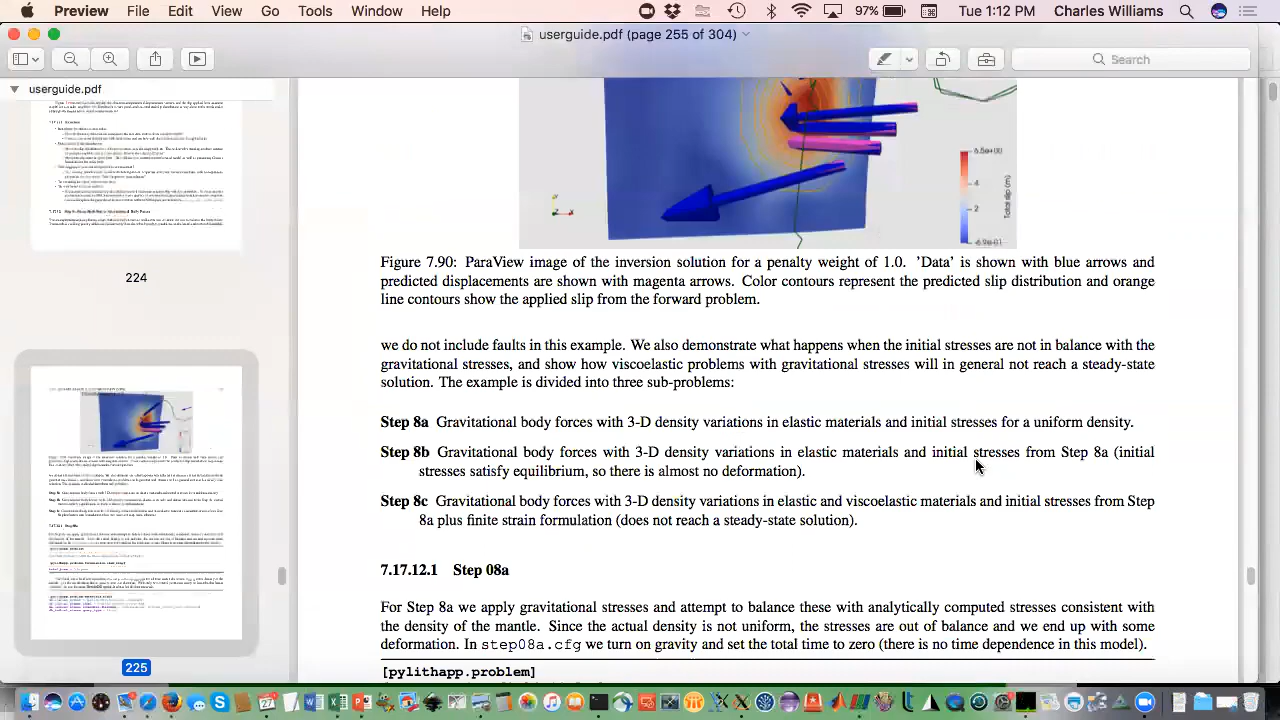 Preview File Edit View Go Tools Window Help 97% Tue 1:12 PM Charles Williams
userguide.pdf (page 255 of 304)
Search
userguide.pdf
224
225
6.5e+00
Figure 7.90: ParaView image of the inversion solution for a penalty weight of 1.0. 'Data' is shown with blue arrows and
predicted displacements are shown with magenta arrows. Color contours represent the predicted slip distribution and orange
line contours show the applied slip from the forward problem.
we do not include faults in this example. We also demonstrate what happens when the initial stresses are not in balance with the
gravitational stresses, and show how viscoelastic problems with gravitational stresses will in general not reach a steady-state
solution. The example is divided into three sub-problems:
Step 8a Gravitational body forces with 3-D density variations in elastic materials and initial stresses for a uniform density.
Step 8b Gravitational body forces with 3-D density variations in elastic materials and initial stresses from Step 8a (initial
stresses satisfy equilibrium, so there is almost no deformation).
Step 8c Gravitational body forces with 3-D density variations in elastic and viscoelastic materials and initial stresses from Step
8a plus finite strain formulation (does not reach a steady-state solution).
7.17.12.1 Step 08a
For Step 8a we apply gravitational stresses and attempt to balance these with analytically computed stresses consistent with
the density of the mantle. Since the actual density is not uniform, the stresses are out of balance and we end up with some
deformation. In step08a.cfg we turn on gravity and set the total time to zero (there is no time dependence in this model).
[pylithapp.problem]